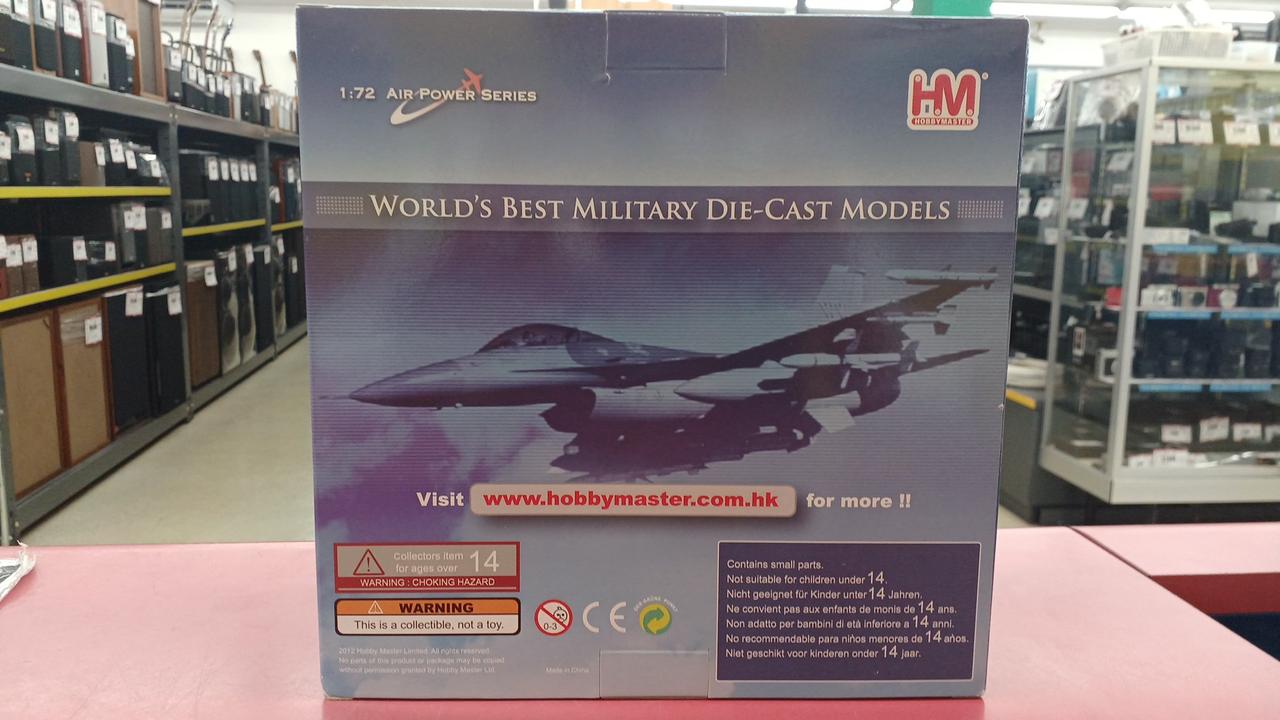 1:72 AIR POWER SERIES
HM
HOBBYMASTER
WORLD'S BEST MILITARY DIE-CAST MODELS
Visit www.hobbymaster.com.hk for more !!
Collectors item
for ages over 14
WARNING : CHOKING HAZARD
WARNING
This is a collectible, not a toy.
0-3
CE
DER GRÜNE PUNKT
2012 Hobby Master Limited. All rights reserved.
No parts of this product or package may be copied
without permission granted by Hobby Master Ltd.
Made in China
Contains small parts.
Not suitable for children under 14.
Nicht geeignet für Kinder unter 14 Jahren.
Ne convient pas aux enfants de monis de 14 ans.
Non adatto per bambini di età inferiore a 14 anni.
No recommendable para niños menores de 14 años.
Niet geschikt voor kinderen onder 14 jaar.